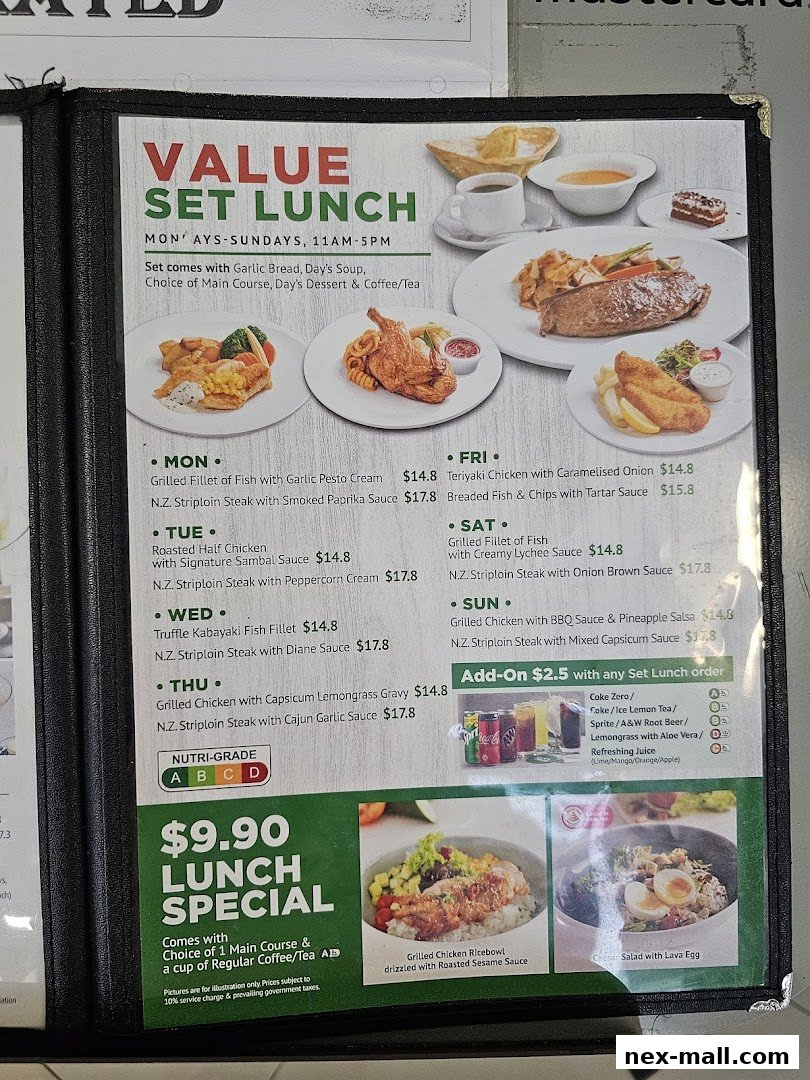 VALUE
SET LUNCH
MON' AYS-SUNDAYS, 11AM-5PM
Set comes with Garlic Bread, Day's Soup,
Choice of Main Course, Day's Dessert & Coffee/Tea
• MON •
Grilled Fillet of Fish with Garlic Pesto Cream $14.8
N.Z. Striploin Steak with Smoked Paprika Sauce $17.8
• TUE •
Roasted Half Chicken
with Signature Sambal Sauce $14.8
N.Z. Striploin Steak with Peppercorn Cream $17.8
• WED •
Truffle Kabayaki Fish Fillet $14.8
N.Z. Striploin Steak with Diane Sauce $17.8
• THU •
Grilled Chicken with Capsicum Lemongrass Gravy $14.8
N.Z. Striploin Steak with Cajun Garlic Sauce $17.8
• FRI •
Teriyaki Chicken with Caramelised Onion $14.8
Breaded Fish & Chips with Tartar Sauce $15.8
• SAT •
Grilled Fillet of Fish
with Creamy Lychee Sauce $14.8
N.Z. Striploin Steak with Onion Brown Sauce $17.8
• SUN •
Grilled Chicken with BBQ Sauce & Pineapple Salsa $14.8
N.Z. Striploin Steak with Mixed Capsicum Sauce $17.8
Add-On $2.5 with any Set Lunch order
Coke Zero/
Coke/Ice Lemon Tea/
Sprite/A&W Root Beer/
Lemongrass with Aloe Vera/
Refreshing Juice
(Lime/Mango/Orange/Apple)
NUTRI-GRADE
A B C D
$9.90
LUNCH
SPECIAL
Comes with
Choice of 1 Main Course &
a cup of Regular Coffee/Tea A
Pictures are for illustration only. Prices subject to
10% service charge & prevailing government taxes.
Grilled Chicken Ricebowl
drizzled with Roasted Sesame Sauce
Caesar Salad with Lava Egg
nex-mall.com